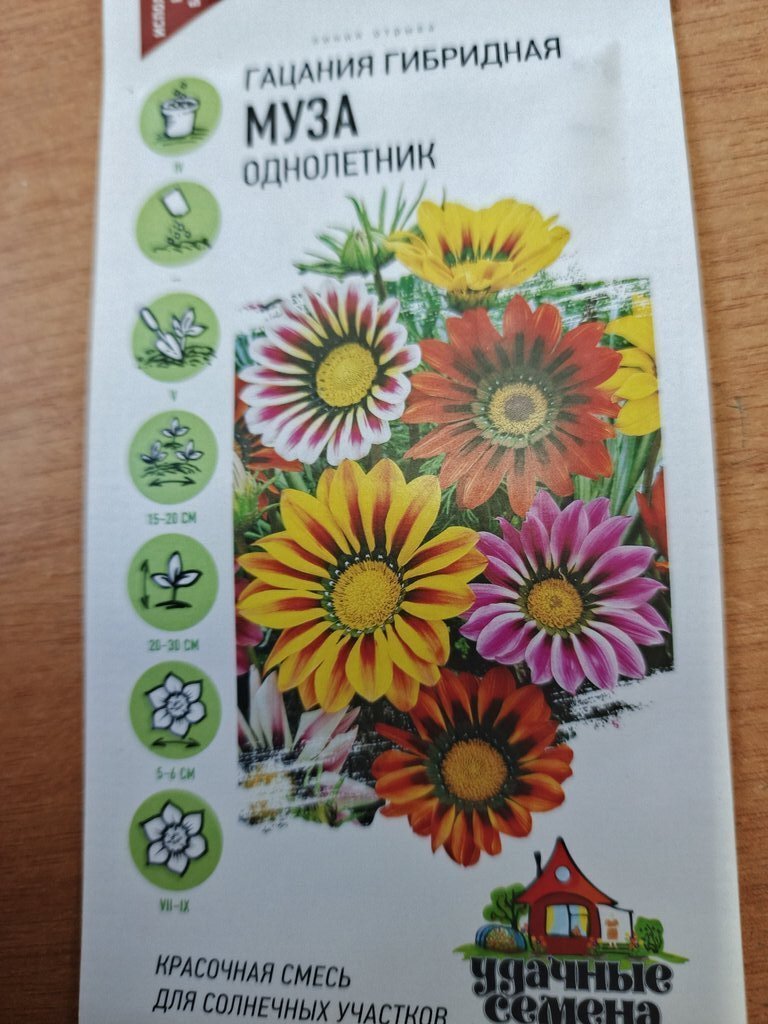 ГАЦАНИЯ ГИБРИДНАЯ
МУЗА
ОДНОЛЕТНИК
IV
V
15-20 СМ
20-30 СМ
5-6 СМ
VII-IX
КРАСОЧНАЯ СМЕСЬ
ДЛЯ СОЛНЕЧНЫХ УЧАСТКОВ
удачные
семена